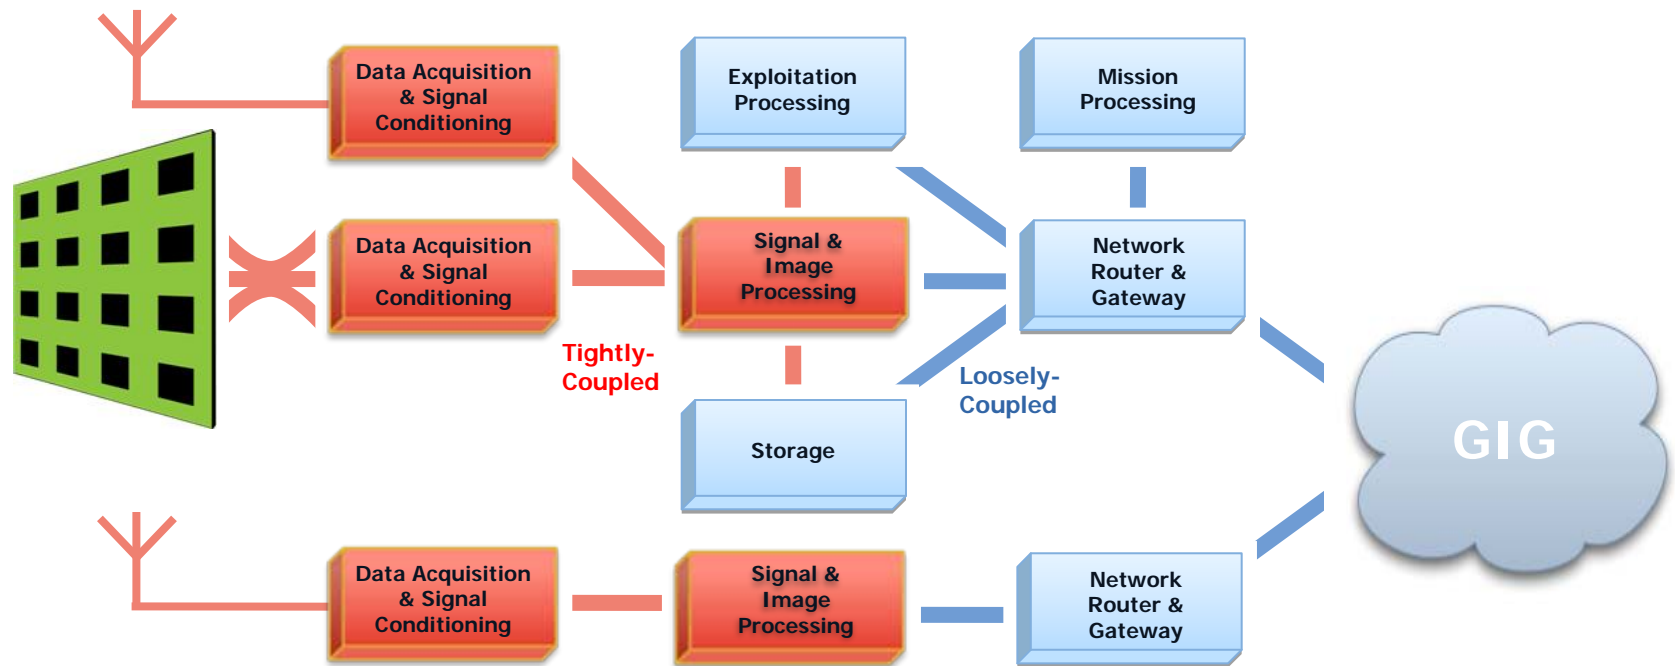 Data Acquisition
& Signal
Conditioning
Exploitation
Processing
Mission
Processing
Data Acquisition
& Signal
Conditioning
Signal &
Image
Processing
Network
Router &
Gateway
Tightly-
Coupled
Loosely-
Coupled
Storage
GIG
Data Acquisition
& Signal
Conditioning
Signal &
Image
Processing
Network
Router &
Gateway